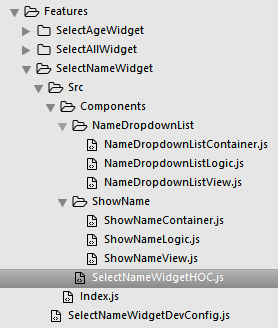 Features
SelectAgeWidget
SelectAllWidget
SelectNameWidget
Src
Components
NameDropdownList
NameDropdownListContainer.js
NameDropdownListLogic.js
NameDropdownListView.js
ShowName
ShowNameContainer.js
ShowNameLogic.js
ShowNameView.js
SelectNameWidgetHOC.js
Index.js
SelectNameWidgetDevConfig.js